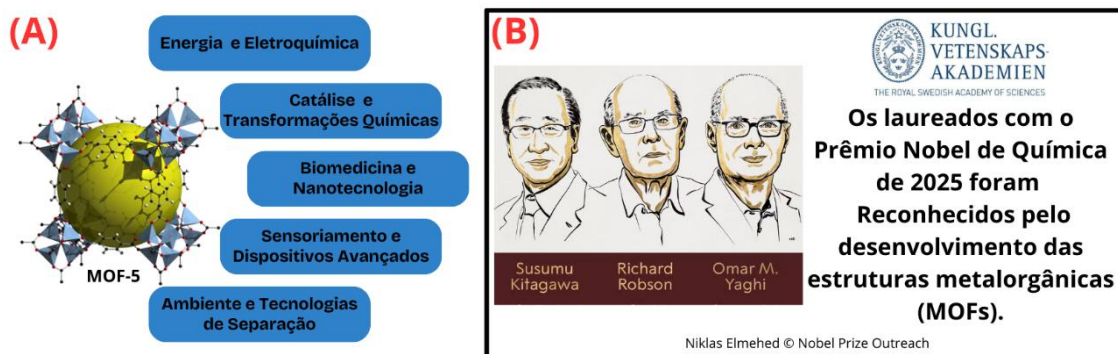 (A)
Energia e Eletroquímica
Catálise e
Transformações Químicas
Biomedicina e
Nanotecnologia
Sensoriamento e
Dispositivos Avançados
Ambiente e Tecnologias
de Separação
MOF-5
(B)
KUNGL.
VETENSKAPS-
AKADEMIEN
THE ROYAL SWEDISH ACADEMY OF SCIENCES
Susumu
Kitagawa
Richard
Robson
Omar M.
Yaghi
Os laureados com o
Prêmio Nobel de Química
de 2025 foram
Reconhecidos pelo
desenvolvimento das
estruturas metalorgânicas
(MOFs).
Niklas Elmehed © Nobel Prize Outreach